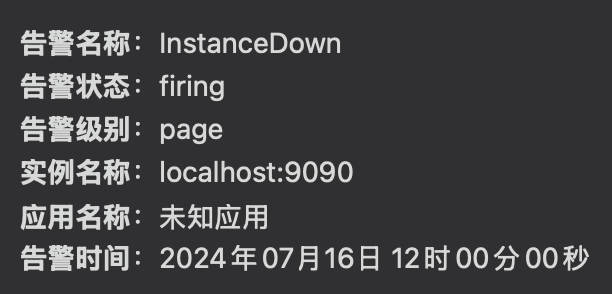 告警名称：InstanceDown
告警状态：firing
告警级别：page
实例名称：localhost:9090
应用名称：未知应用
告警时间：2024年07月16日 12时00分00秒